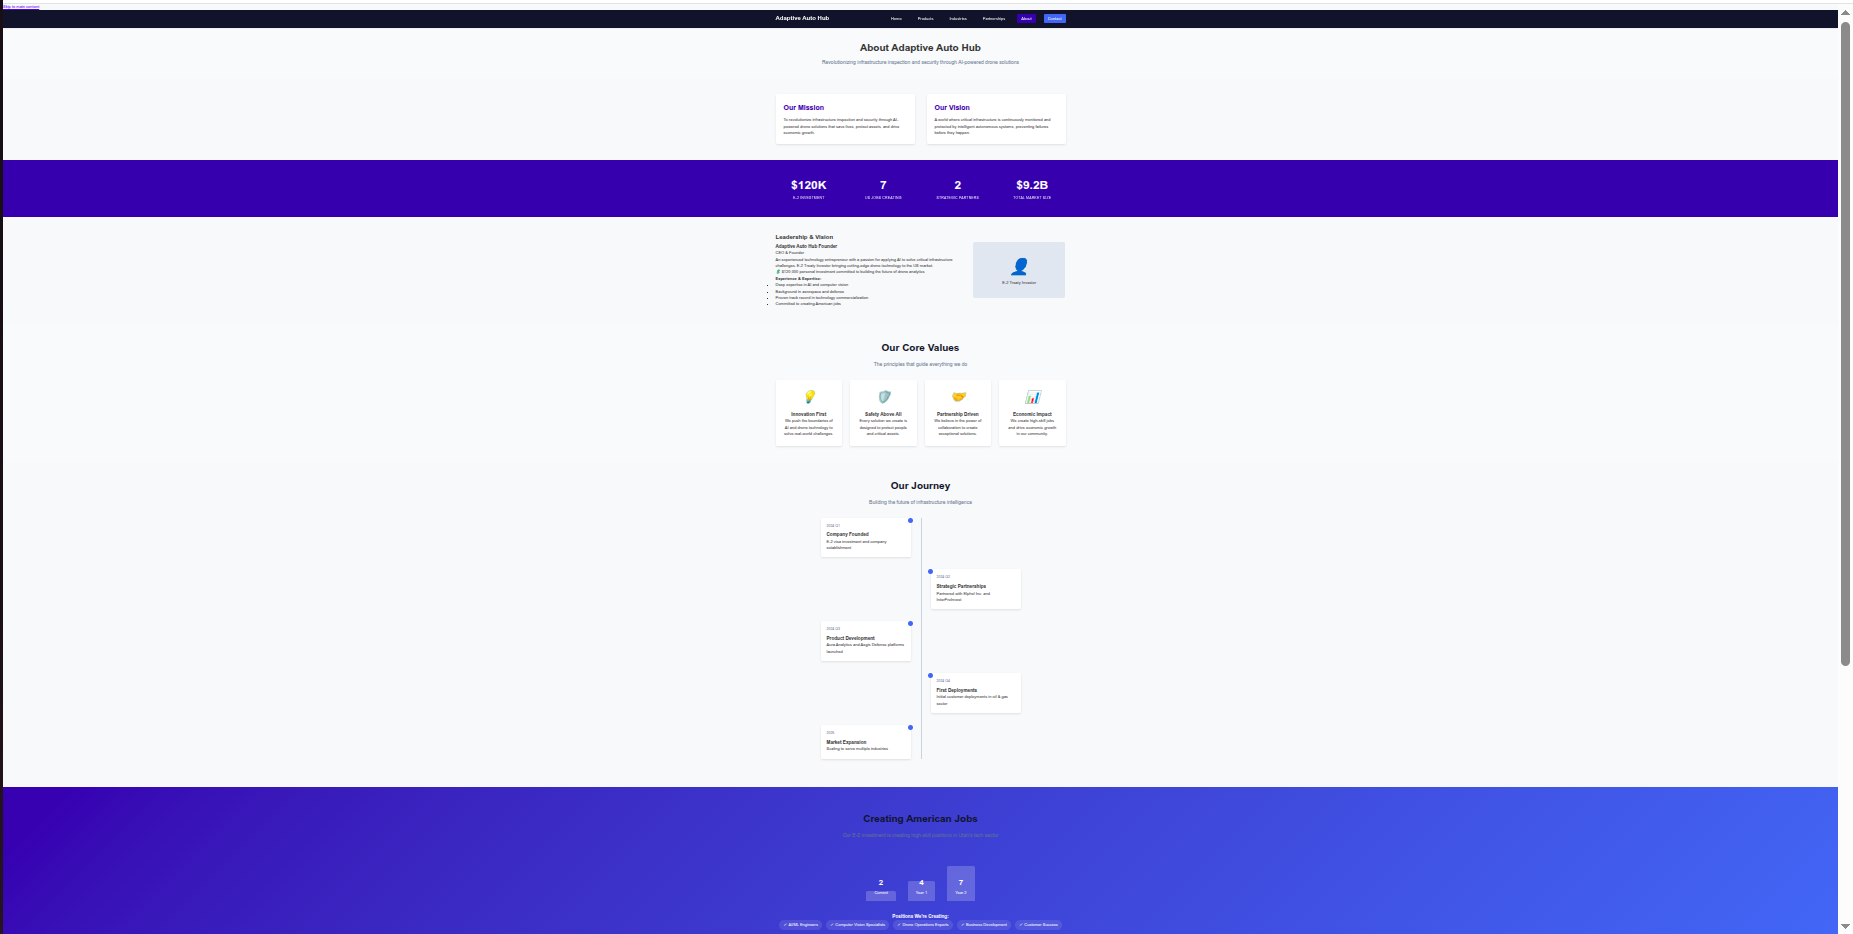 Skip to main content
Adaptive Auto Hub
Home
Products
Industries
Partnerships
About
Contact
About Adaptive Auto Hub
Revolutionizing infrastructure inspection and security through AI-powered drone solutions
Our Mission
To revolutionize infrastructure inspection and security through AI-
powered drone solutions that save lives, protect assets, and drive
economic growth.
Our Vision
A world where critical infrastructure is continuously monitored and
protected by intelligent autonomous systems, preventing failures
before they happen.
$120K
7
2
$9.2B
E-2 INVESTMENT
US JOBS CREATING
STRATEGIC PARTNERS
TOTAL MARKET SIZE
Leadership & Vision
Adaptive Auto Hub Founder
CEO & Founder
An experienced technology entrepreneur with a passion for applying AI to solve critical infrastructure
challenges. E-2 Treaty Investor bringing cutting-edge drone technology to the US market.
$120,000 personal investment committed to building the future of drone analytics
Experience & Expertise:
Deep expertise in AI and computer vision
Background in aerospace and defense
Proven track record in technology commercialization
Committed to creating American jobs
E-2 Treaty Investor
Our Core Values
The principles that guide everything we do
Innovation First
We push the boundaries of
AI and drone technology to
solve real-world challenges.
Safety Above All
Every solution we create is
designed to protect people
and critical assets.
Partnership Driven
We believe in the power of
collaboration to create
exceptional solutions.
Economic Impact
We create high-skill jobs
and drive economic growth
in our community.
Our Journey
Building the future of infrastructure intelligence
2024 Q1
Company Founded
E-2 visa investment and company
establishment
2024 Q2
Strategic Partnerships
Partnered with Elphel Inc. and
2024 Q3
Product Development
Aura Analytics and Aegis Defense platforms
launched
2024 Q4
First Deployments
Initial customer deployments in oil & gas
sector
2025
Market Expansion
Scaling to serve multiple industries
Creating American Jobs
Our E-2 investment is creating high-skill positions in Utah's tech sector
2
Current
4
Year 1
7
Year 2
Positions We're Creating:
✓ AI/ML Engineers
✓ Computer Vision Specialists
✓ Drone Operations Experts
✓ Business Development
✓ Customer Success